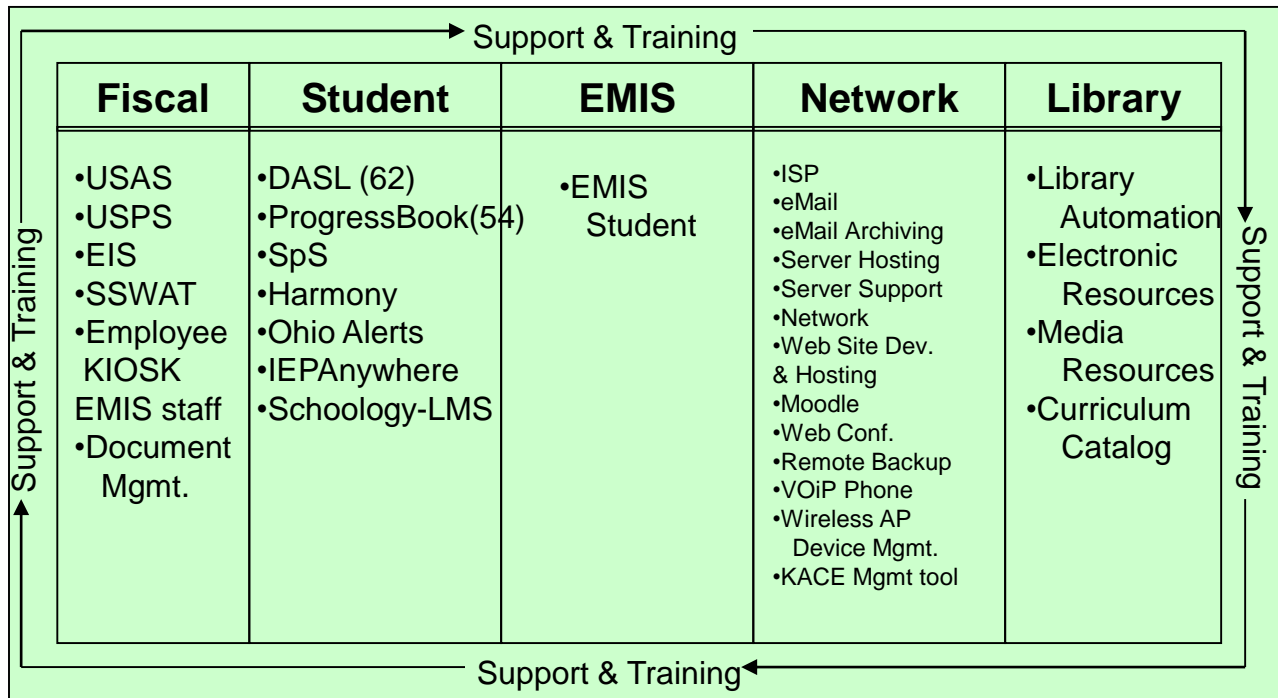 Support & Training
Support & Training
Fiscal
•USAS
•USPS
•EIS
•SSWAT
•Employee
KIOSK
EMIS staff
•Document
Mgmt.
Student
•DASL (62)
•ProgressBook(54)
•SpS
•Harmony
•Ohio Alerts
•IEPAnywhere
•Schoology-LMS
EMIS
•EMIS
Student
Network
•ISP
•eMail
•eMail Archiving
•Server Hosting
•Server Support
•Network
•Web Site Dev.
& Hosting
•Moodle
•Web Conf.
•Remote Backup
•VOiP Phone
•Wireless AP
Device Mgmt.
•KACE Mgmt tool
Library
•Library
Automation
•Electronic
Resources
•Media
Resources
•Curriculum
Catalog
Support & Training
Support & Training